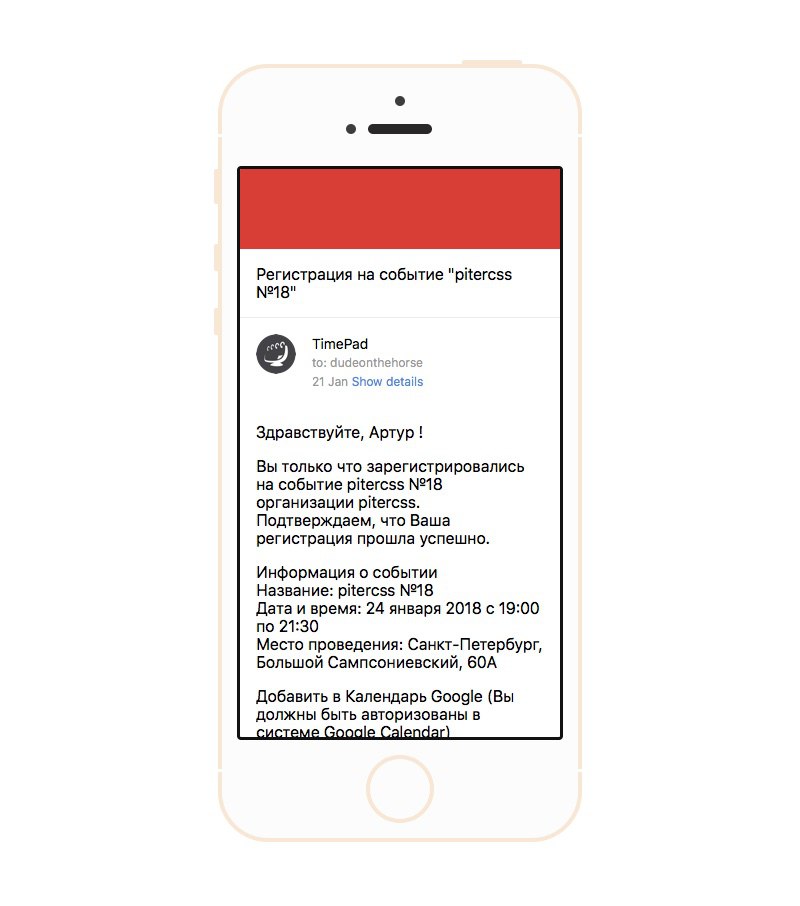 Регистрация на событие "pitercss
№18"
TimePad
to: dudeonthehorse
21 Jan Show details
Здравствуйте, Артур !
Вы только что зарегистрировались
на событие pitercss №18
организации pitercss.
Подтверждаем, что Ваша
регистрация прошла успешно.
Информация о событии
Название: pitercss №18
Дата и время: 24 января 2018 с 19:00
по 21:30
Место проведения: Санкт-Петербург,
Большой Сампсониевский, 60А
Добавить в Календарь Google (Вы
должны быть авторизованы в
системе Google Calendar)